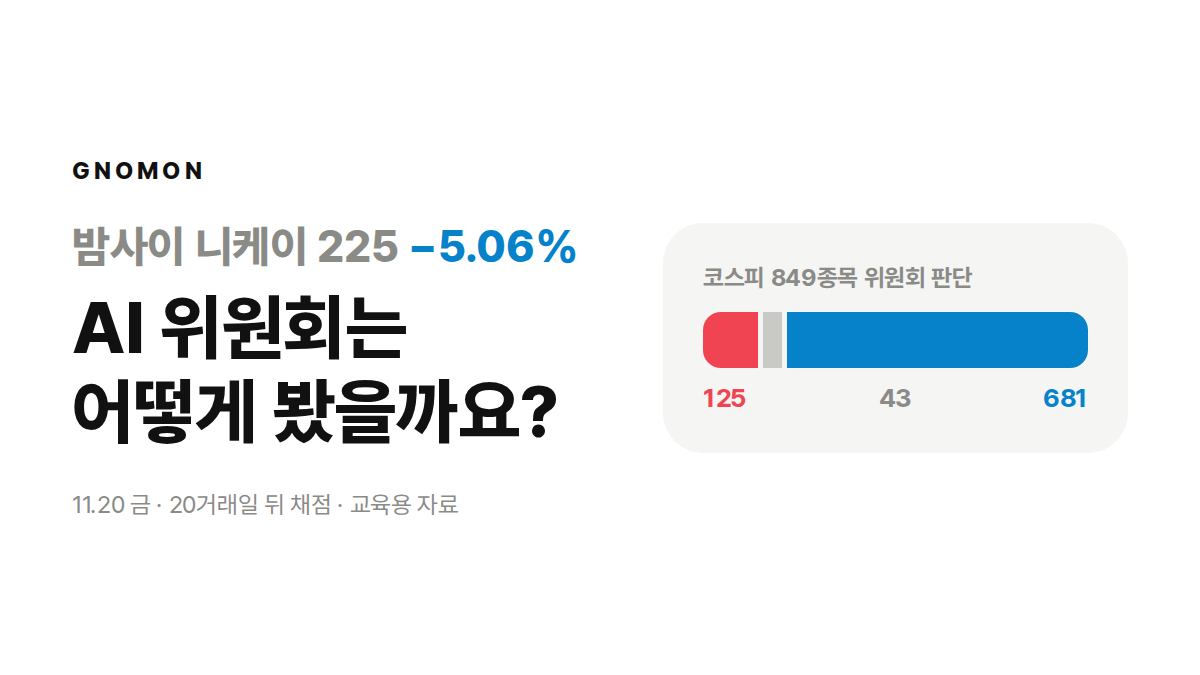 GNOMON
밤사이 니케이 225 −5.06%
AI 위원회는
어떻게 봤을까요?
11.20 금 · 20거래일 뒤 채점 · 교육용 자료
코스피 849종목 위원회 판단
125 43 681